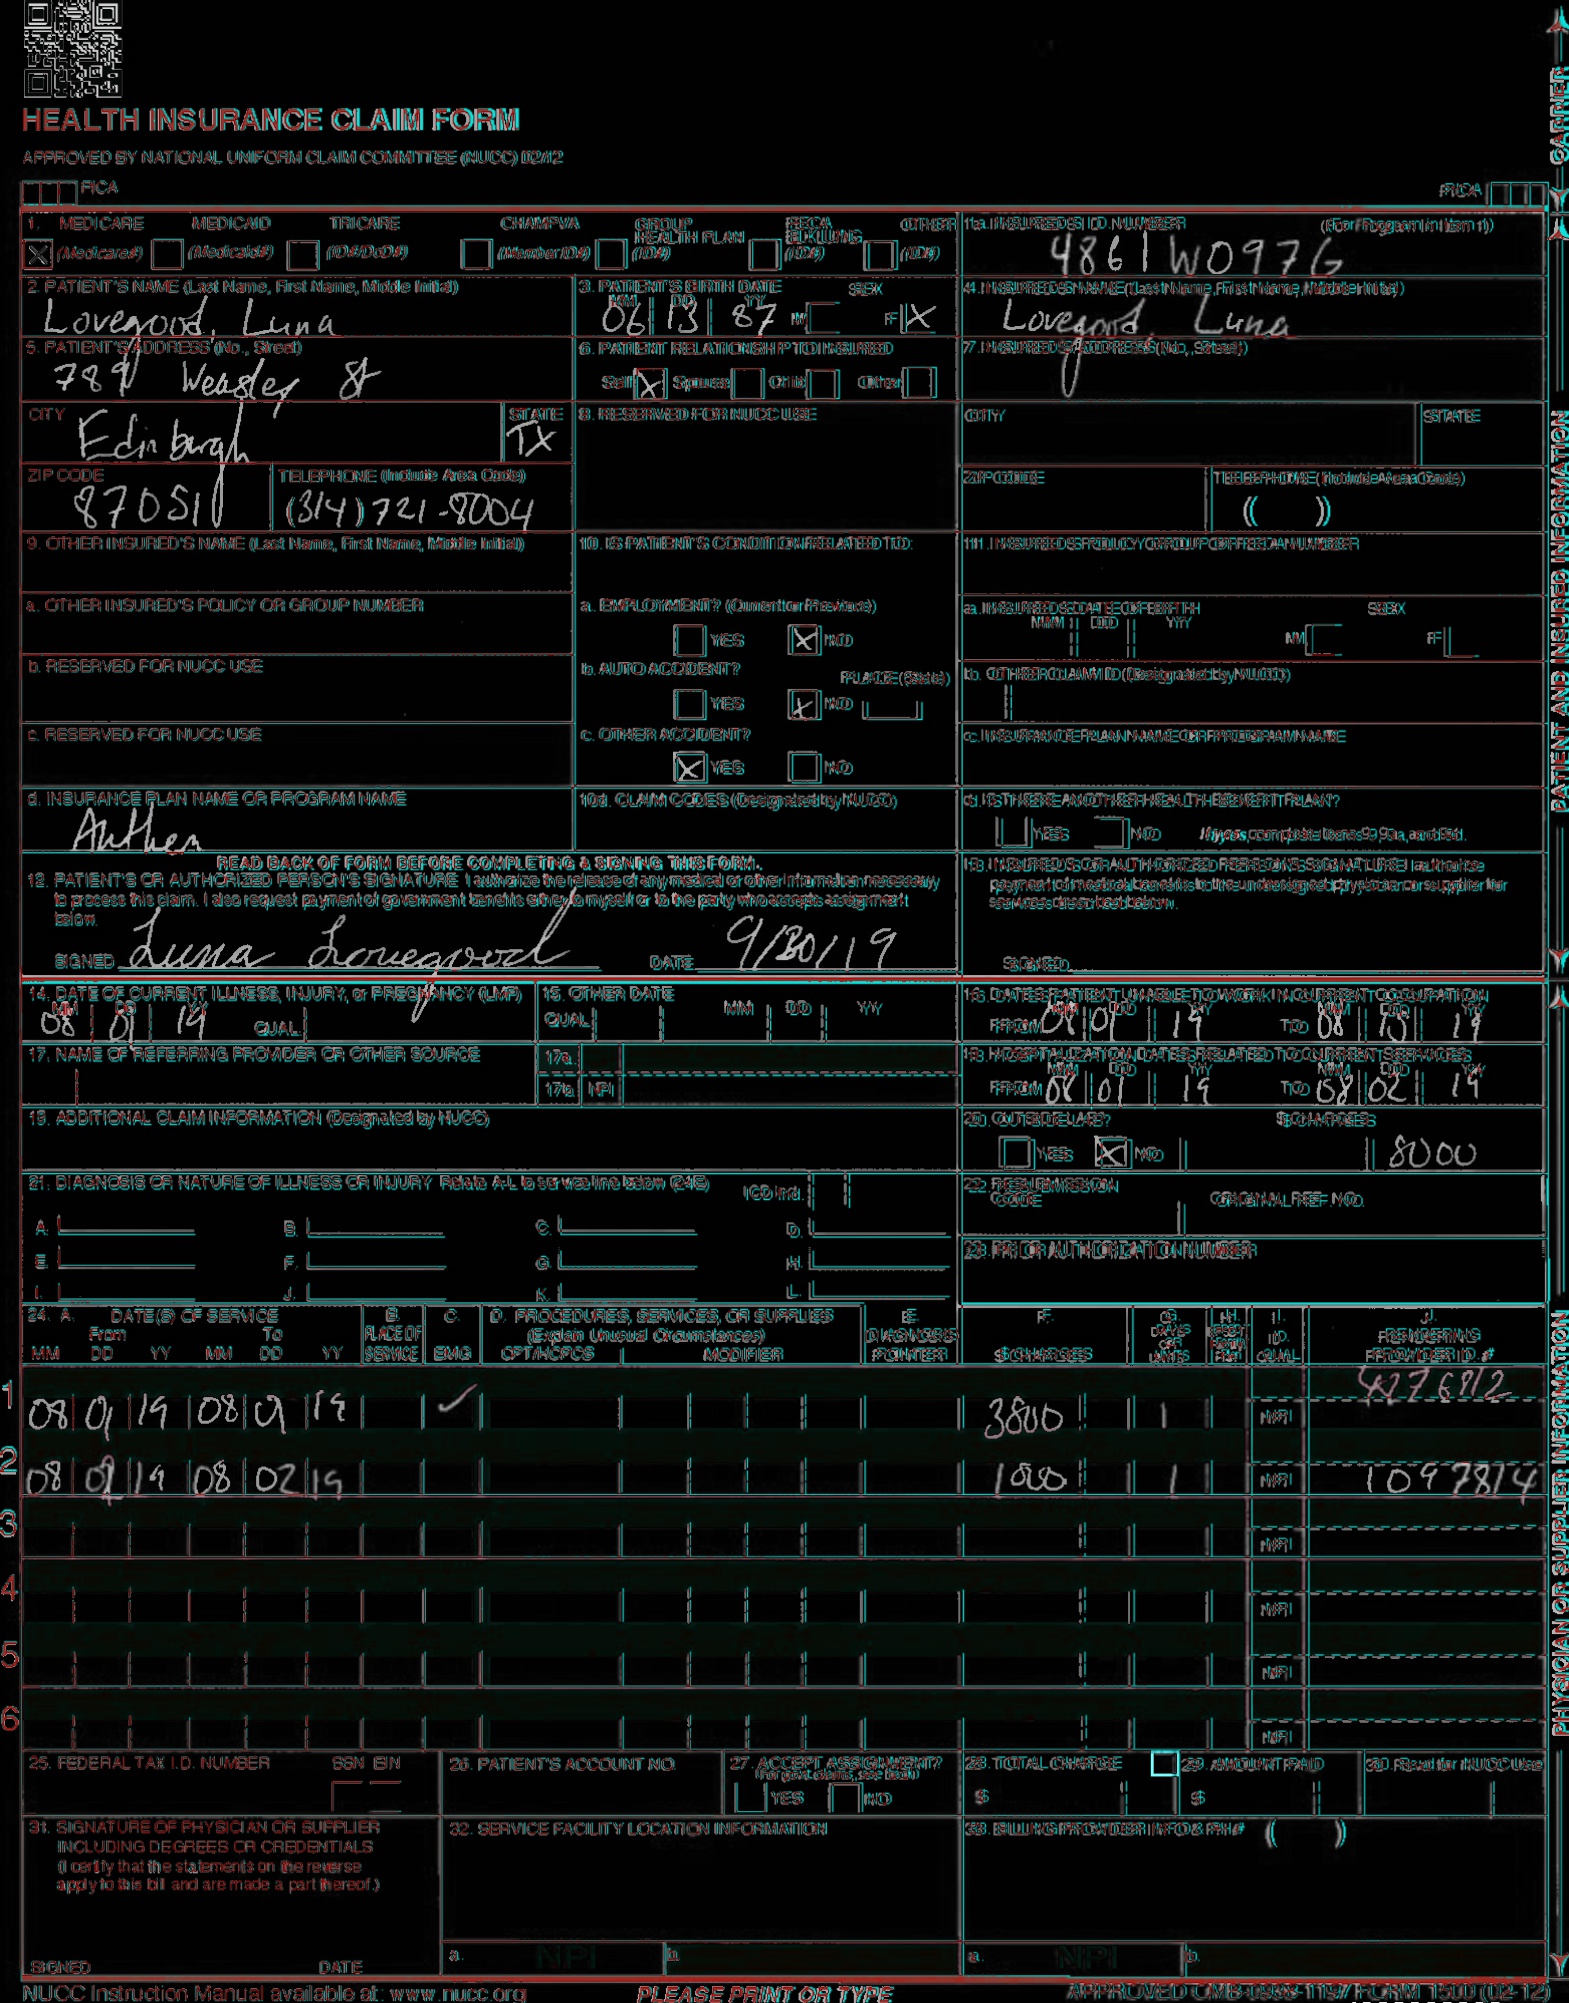 HEALTH INSURANCE CLAIM FORM
APPROVED BY NATIONAL UNIFORM CLAIM COMMITTEE (NUCC) 02/12
PICA
PICA
CARRIER
1. MEDICARE MEDICAID TRICARE CHAMPVA GROUP HEALTH PLAN FECA BLK LUNG OTHER
X (Medicare#) (Medicaid#) (ID#/DoD#) (Member ID#) (ID#) (ID#) (ID#)
1a. INSURED'S I.D. NUMBER (For Program in Item 1)
4861W097G
2. PATIENT'S NAME (Last Name, First Name, Middle Initial)
Lovegood, Luna
3. PATIENT'S BIRTH DATE SEX
MM DD YY
06 13 87 M F X
4. INSURED'S NAME (Last Name, First Name, Middle Initial)
Lovegood, Luna
5. PATIENT'S ADDRESS (No., Street)
789 Weasley St
6. PATIENT RELATIONSHIP TO INSURED
Self X Spouse Child Other
7. INSURED'S ADDRESS (No., Street)
CITY
Edinburgh
STATE
TX
8. RESERVED FOR NUCC USE
CITY STATE
ZIP CODE
87051
TELEPHONE (Include Area Code)
(314) 721-8004
ZIP CODE TELEPHONE (Include Area Code)
( )
9. OTHER INSURED'S NAME (Last Name, First Name, Middle Initial)
10. IS PATIENT'S CONDITION RELATED TO:
11. INSURED'S POLICY GROUP OR FECA NUMBER
a. OTHER INSURED'S POLICY OR GROUP NUMBER
a. EMPLOYMENT? (Current or Previous)
YES X NO
a. INSURED'S DATE OF BIRTH SEX
MM DD YY M F
b. RESERVED FOR NUCC USE
b. AUTO ACCIDENT? PLACE (State)
YES X NO
b. OTHER CLAIM ID (Designated by NUCC)
c. RESERVED FOR NUCC USE
c. OTHER ACCIDENT?
X YES NO
c. INSURANCE PLAN NAME OR PROGRAM NAME
d. INSURANCE PLAN NAME OR PROGRAM NAME
Anthem
10d. CLAIM CODES (Designated by NUCC)
d. IS THERE ANOTHER HEALTH BENEFIT PLAN?
YES NO If yes, complete items 9, 9a, and 9d.
PATIENT AND INSURED INFORMATION
READ BACK OF FORM BEFORE COMPLETING & SIGNING THIS FORM.
12. PATIENT'S OR AUTHORIZED PERSON'S SIGNATURE I authorize the release of any medical or other information necessary
to process this claim. I also request payment of government benefits either to myself or to the party who accepts assignment
below.
SIGNED Luna Lovegood DATE 9/30/19
13. INSURED'S OR AUTHORIZED PERSON'S SIGNATURE I authorize
payment of medical benefits to the undersigned physician or supplier for
services described below.
SIGNED
14. DATE OF CURRENT ILLNESS, INJURY, or PREGNANCY (LMP)
MM DD YY
08 01 19 QUAL.
15. OTHER DATE
QUAL. MM DD YY
16. DATES PATIENT UNABLE TO WORK IN CURRENT OCCUPATION
MM DD YY MM DD YY
FROM 08 01 19 TO 08 15 19
17. NAME OF REFERRING PROVIDER OR OTHER SOURCE
17a.
17b. NPI
18. HOSPITALIZATION DATES RELATED TO CURRENT SERVICES
MM DD YY MM DD YY
FROM 08 01 19 TO 08 02 19
19. ADDITIONAL CLAIM INFORMATION (Designated by NUCC)
20. OUTSIDE LAB? $ CHARGES
YES X NO 8000
21. DIAGNOSIS OR NATURE OF ILLNESS OR INJURY Relate A-L to service line below (24E) ICD Ind.
A. B. C. D.
E. F. G. H.
I. J. K. L.
22. RESUBMISSION CODE ORIGINAL REF. NO.
23. PRIOR AUTHORIZATION NUMBER
24. A. DATE(S) OF SERVICE B. C. D. PROCEDURES, SERVICES, OR SUPPLIES E. F. G. H. I. J.
From To PLACE OF (Explain Unusual Circumstances) DIAGNOSIS DAYS OR ID. RENDERING
MM DD YY MM DD YY SERVICE EMG CPT/HCPCS MODIFIER POINTER $ CHARGES UNITS QUAL. PROVIDER ID. #
1 08 01 19 08 01 19 ✓ 3800 1 NPI
2 08 19 08 02 19 1000 1 NPI 1097814
3 NPI
4 NPI
5 NPI
6 NPI
25. FEDERAL TAX I.D. NUMBER SSN EIN
26. PATIENT'S ACCOUNT NO.
27. ACCEPT ASSIGNMENT?
(For govt. claims, see back)
YES NO
28. TOTAL CHARGE
$
29. AMOUNT PAID
$
30. Rsvd for NUCC Use
31. SIGNATURE OF PHYSICIAN OR SUPPLIER
INCLUDING DEGREES OR CREDENTIALS
(I certify that the statements on the reverse
apply to this bill and are made a part thereof.)
SIGNED DATE
32. SERVICE FACILITY LOCATION INFORMATION
a. NPI b.
33. BILLING PROVIDER INFO & PH# ( )
a. NPI b.
PHYSICIAN OR SUPPLIER INFORMATION
NUCC Instruction Manual available at: www.nucc.org
PLEASE PRINT OR TYPE
APPROVED OMB-0938-1197 FORM 1500 (02-12)